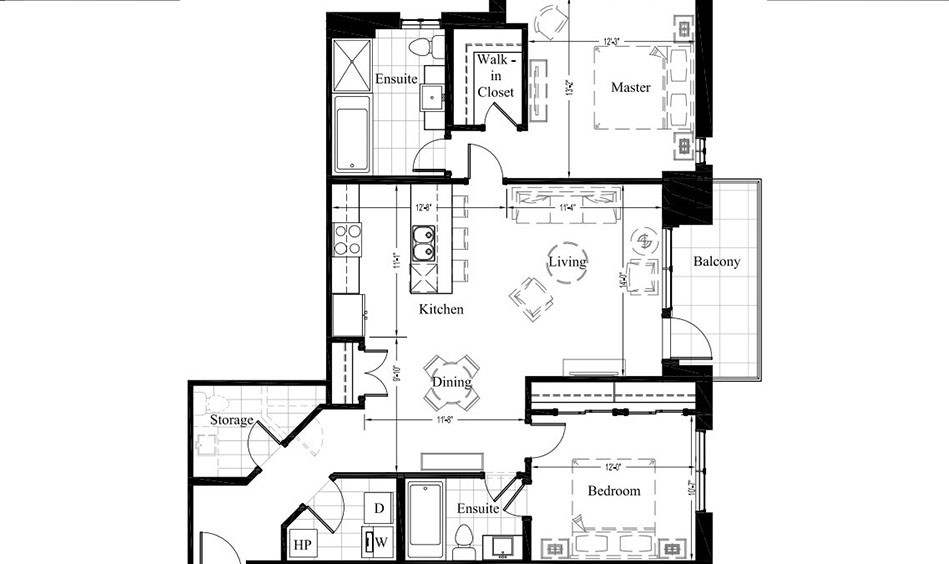 12'-3"
Walk -
in
Closet
Ensuite
13'-2"
Master
12'-6"
11'-4"
11'-1"
Living
14'-0"
Balcony
Kitchen
9'-10"
Dining
Storage
11'-8"
12'-0"
Bedroom
10'-7"
Ensuite
D
HP
W